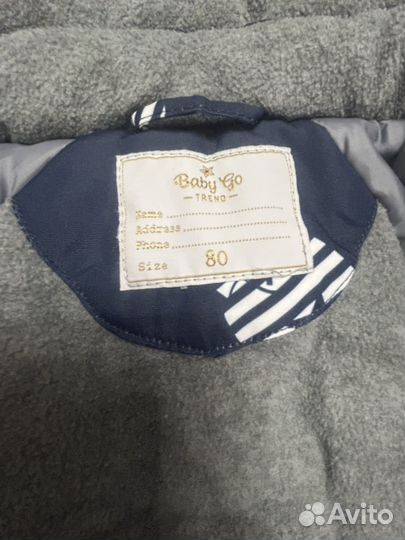 Baby Go
TREND
Name
Address
Phone
Size 80
Avito